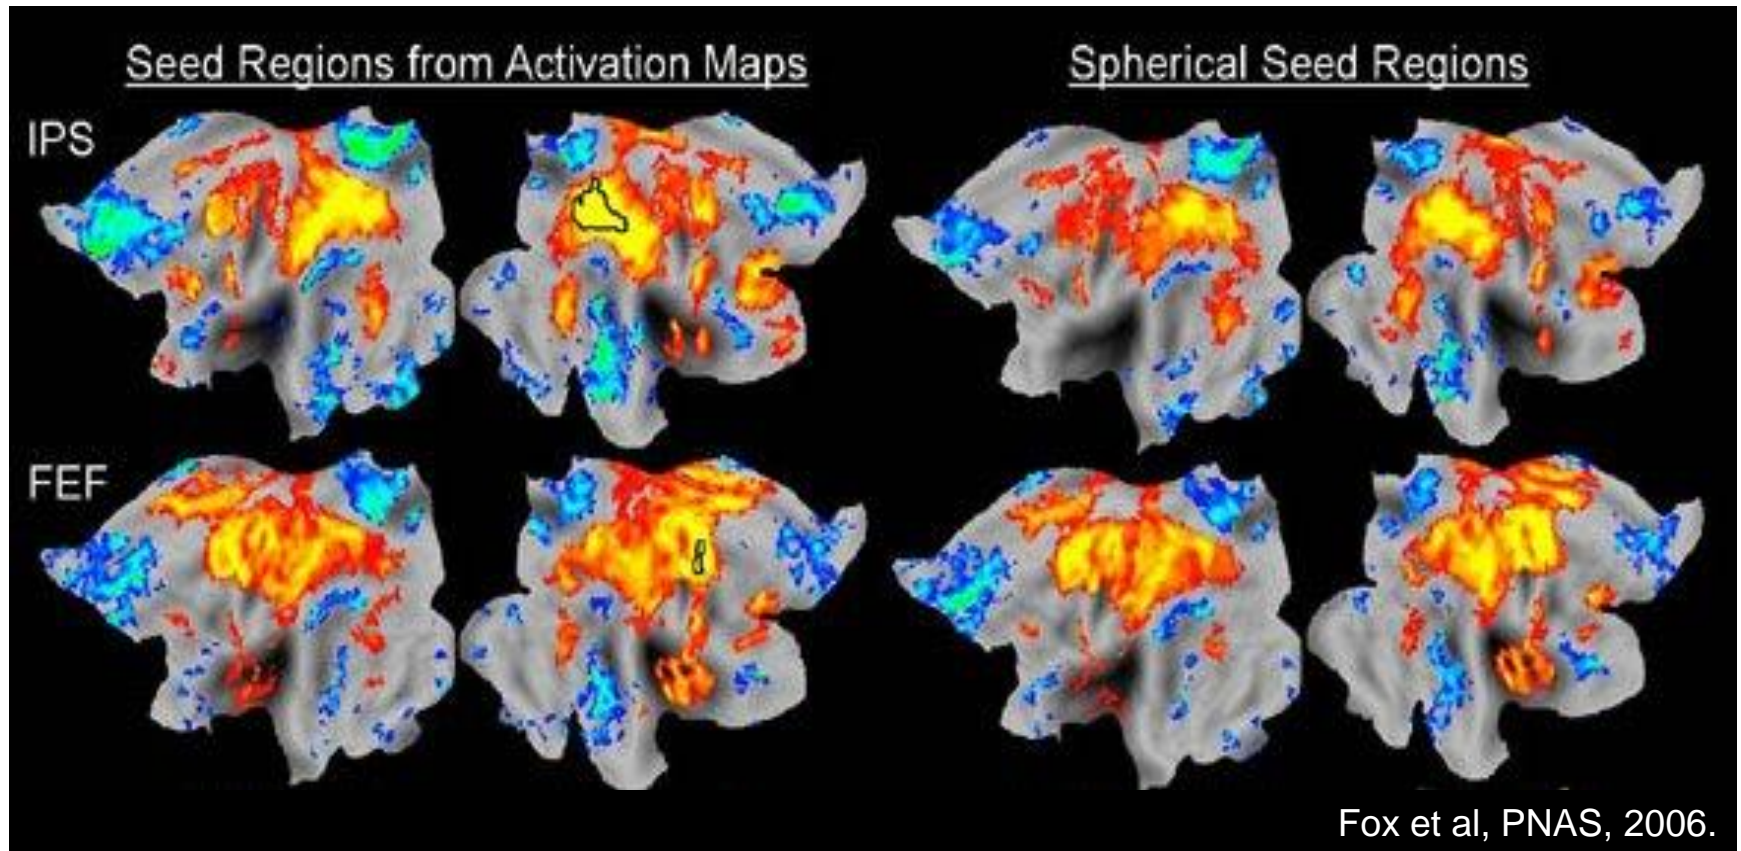 Seed Regions from Activation Maps
Spherical Seed Regions
IPS
FEF
Fox et al, PNAS, 2006.